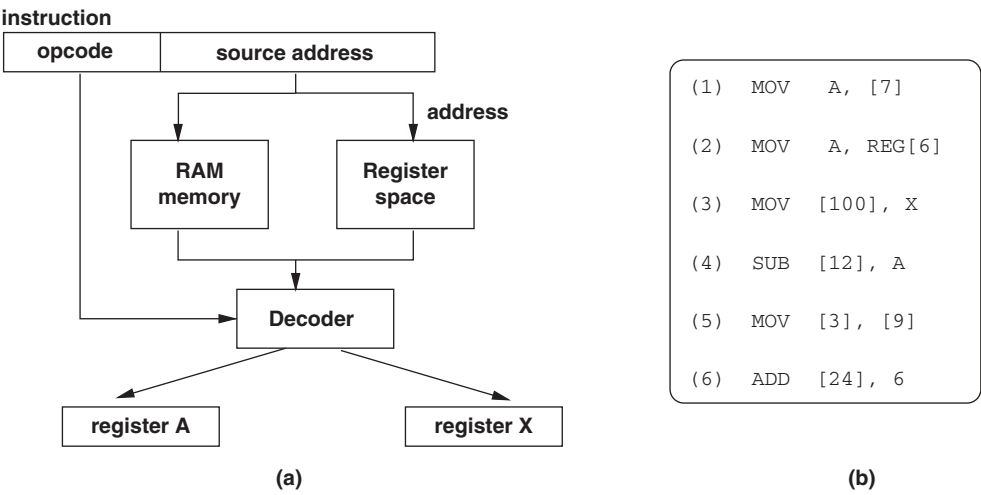 instruction
opcode
source address
address
RAM
memory
Register
space
Decoder
register A
register X
(a)
(1) MOV A, [7]
(2) MOV A, REG[6]
(3) MOV [100], X
(4) SUB [12], A
(5) MOV [3], [9]
(6) ADD [24], 6
(b)